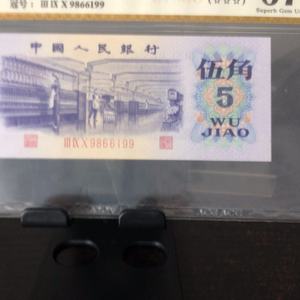 冠号： III IX X 9866199
(☆☆☆)
Superb Gem U
中國人民銀行
伍角
5
WU
JIAO
III IX X 9866199